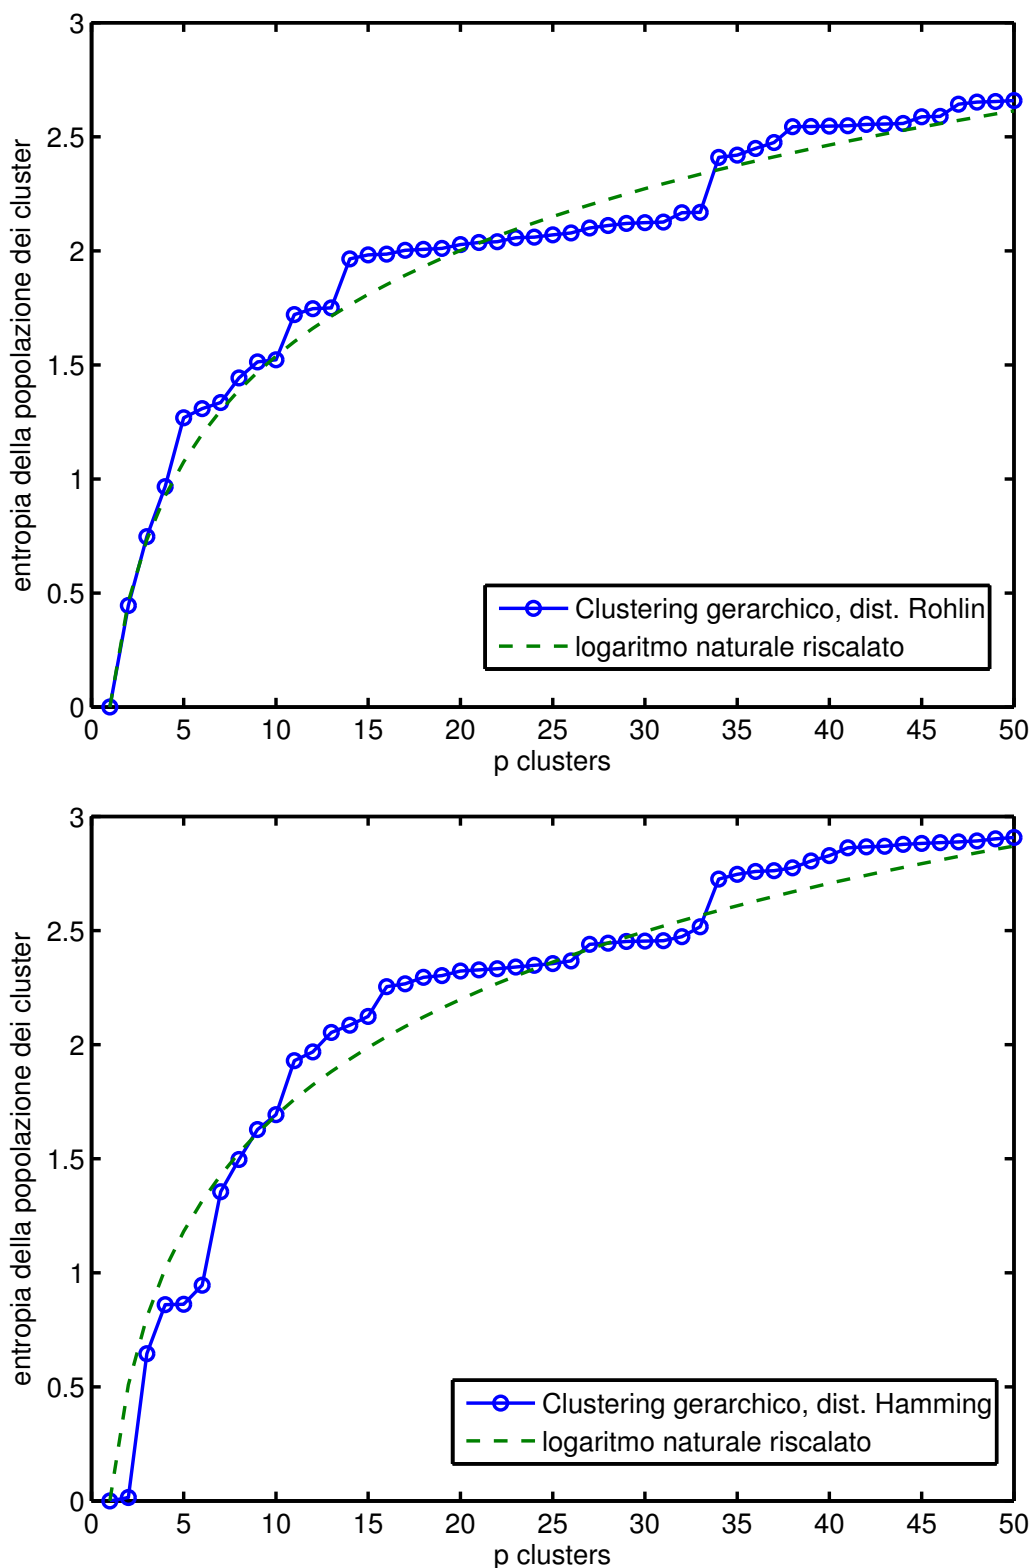 3
2.5
2
1.5
1
0.5
0
entropia della popolazione dei cluster
Clustering gerarchico, dist. Rohlin
logaritmo naturale riscalato
0 5 10 15 20 25 30 35 40 45 50
p clusters
3
2.5
2
1.5
1
0.5
0
entropia della popolazione dei cluster
Clustering gerarchico, dist. Hamming
logaritmo naturale riscalato
0 5 10 15 20 25 30 35 40 45 50
p clusters